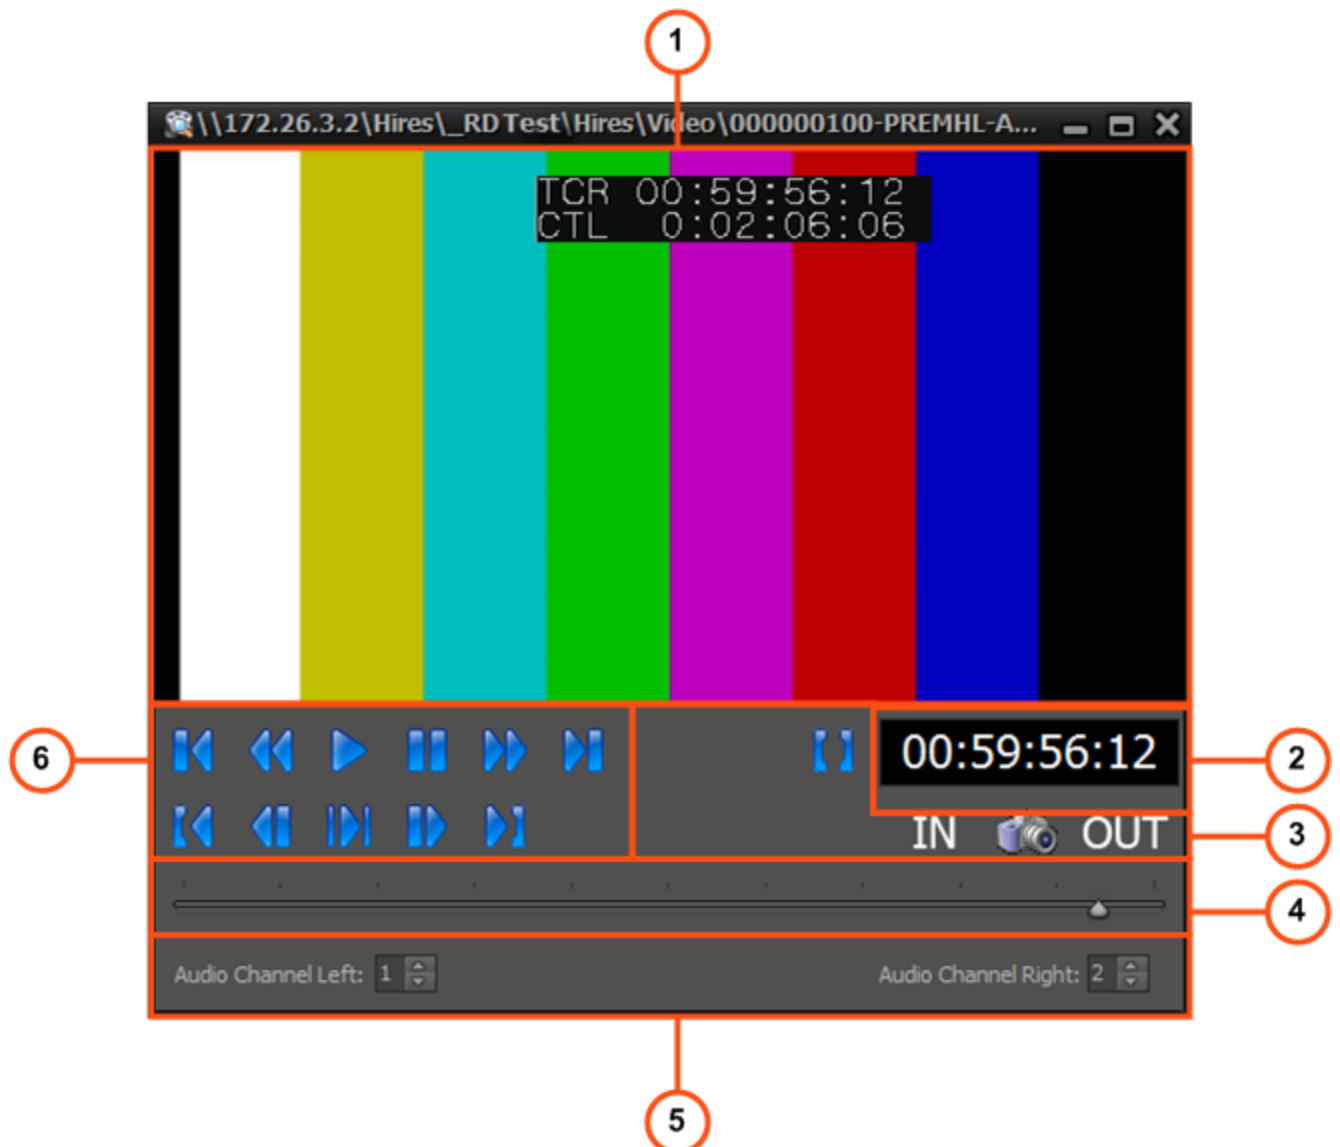 1
\\172.26.3.2\Hires\_RD Test\Hires\Video\000000100-PREMHL-A...
TCR 00:59:56:12
CTL 0:02:06:06
6
00:59:56:12
2
IN OUT
3
4
Audio Channel Left: 1
Audio Channel Right: 2
5